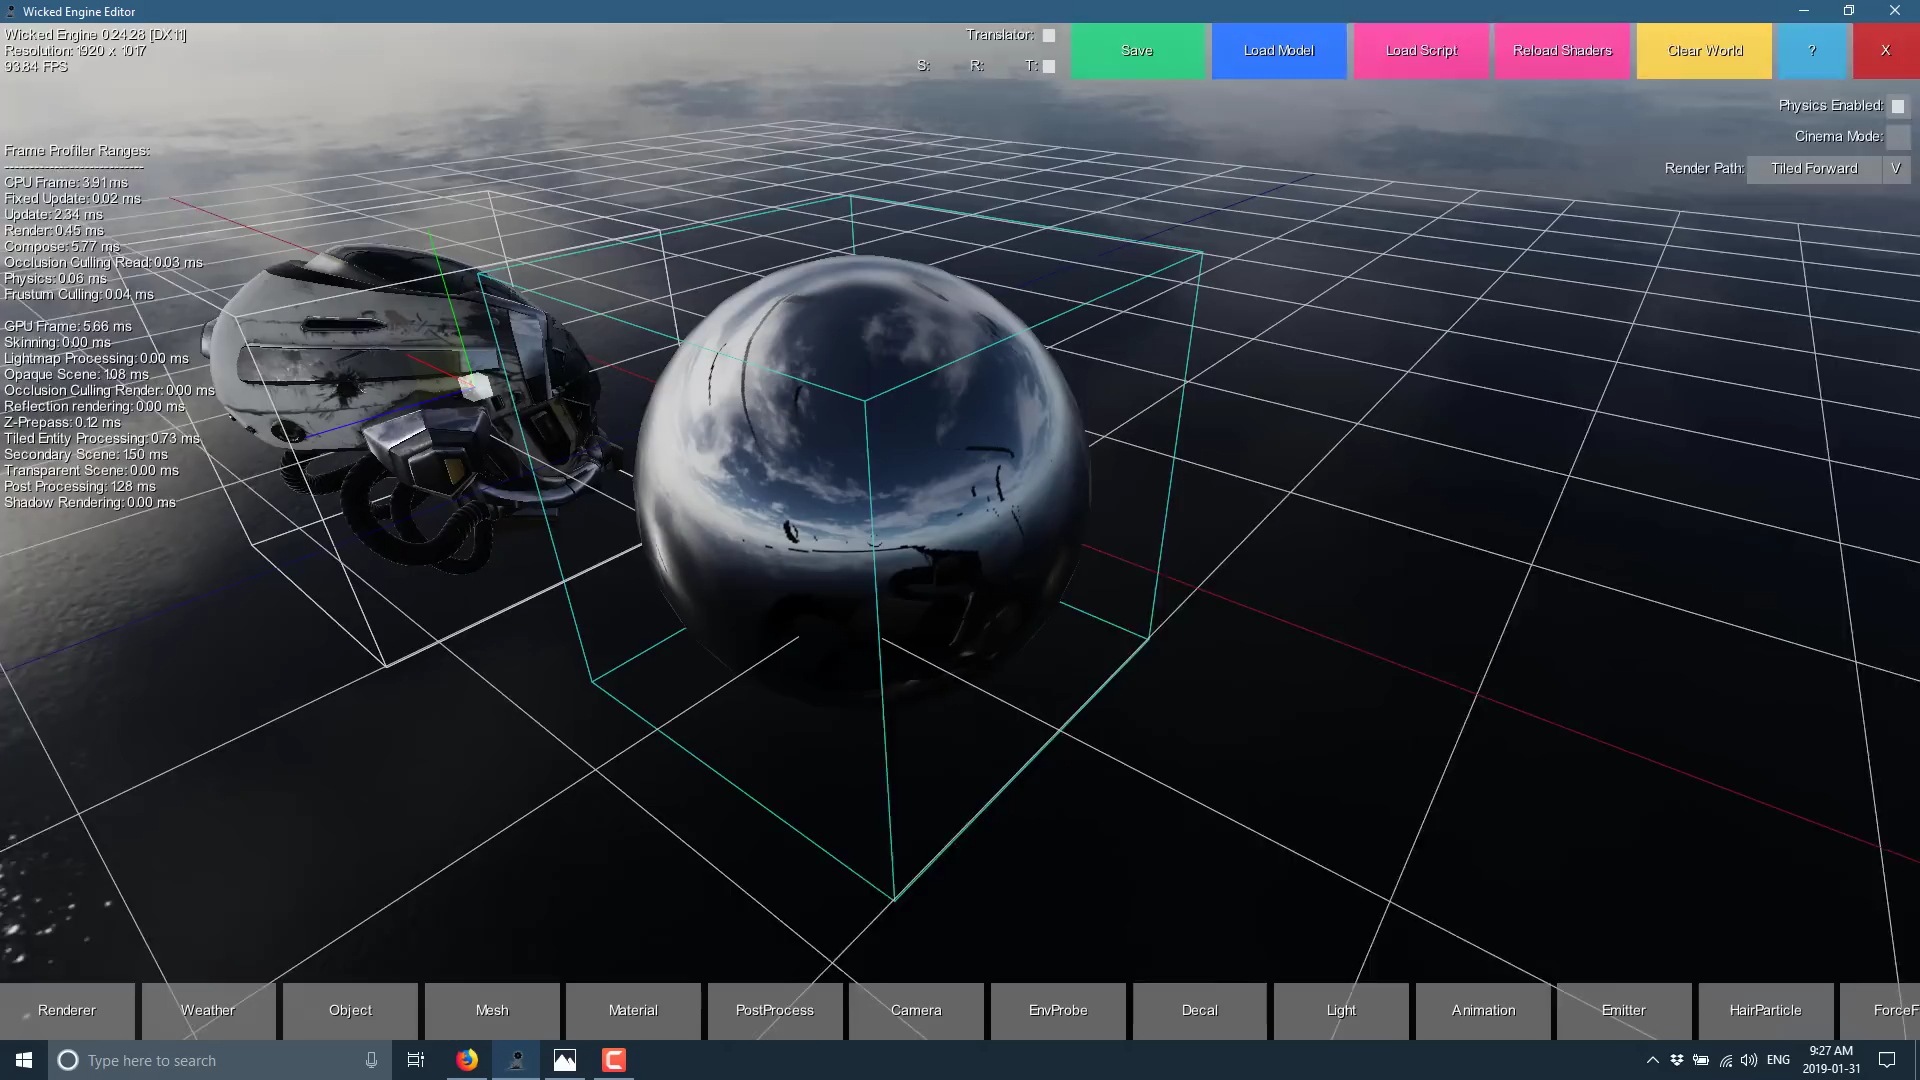 Wicked Engine Editor
Wicked Engine 0.24.28 [DX11]
Resolution: 1920 x 1017
93.84 FPS
Translator:
S: R: T:
Save
Load Model
Load Script
Reload Shaders
Clear World
?
X
Physics Enabled:
Cinema Mode:
Render Path: Tiled Forward V
Frame Profiler Ranges:
----------------------------
CPU Frame: 3.91 ms
Fixed Update: 0.02 ms
Update: 2.34 ms
Render: 0.45 ms
Compose: 5.77 ms
Occlusion Culling Read: 0.03 ms
Physics: 0.06 ms
Frustum Culling: 0.04 ms
GPU Frame: 5.66 ms
Skinning: 0.00 ms
Lightmap Processing: 0.00 ms
Opaque Scene: 1.08 ms
Occlusion Culling Render: 0.00 ms
Reflection rendering: 0.00 ms
Z-Prepass: 0.12 ms
Tiled Entity Processing: 0.73 ms
Secondary Scene: 1.50 ms
Transparent Scene: 0.00 ms
Post Processing: 1.28 ms
Shadow Rendering: 0.00 ms
Renderer
Weather
Object
Mesh
Material
PostProcess
Camera
EnvProbe
Decal
Light
Animation
Emitter
HairParticle
ForceF
Type here to search
ENG
9:27 AM
2019-01-31